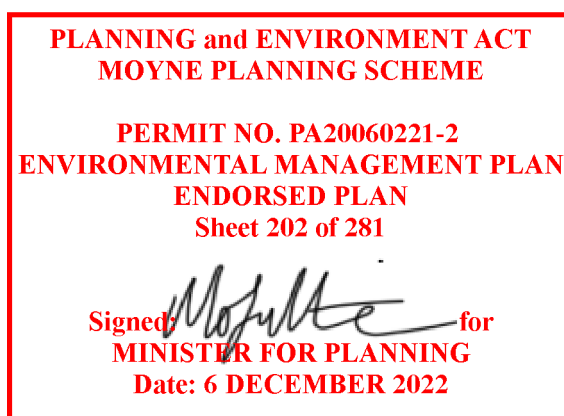 PLANNING and ENVIRONMENT ACT
MOYNE PLANNING SCHEME
PERMIT NO. PA20060221-2
ENVIRONMENTAL MANAGEMENT PLAN
ENDORSED PLAN
Sheet 202 of 281
Signed: for
MINISTER FOR PLANNING
Date: 6 DECEMBER 2022